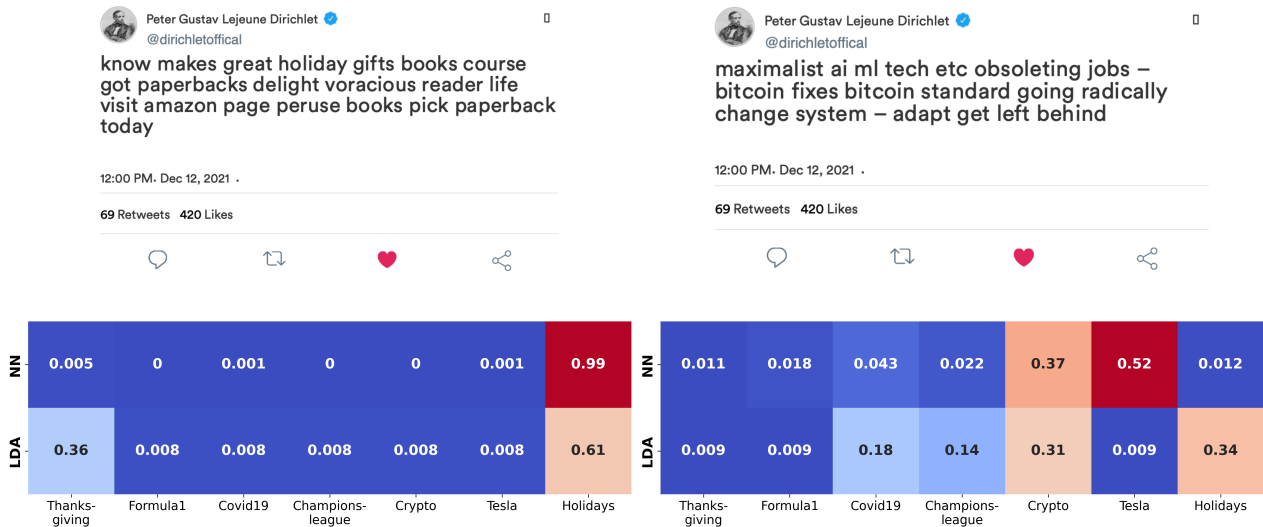 Peter Gustav Lejeune Dirichlet
@dirichletoffical
know makes great holiday gifts books course
got paperbacks delight voracious reader life
visit amazon page peruse books pick paperback
today
12:00 PM. Dec 12, 2021 .
69 Retweets 420 Likes
Peter Gustav Lejeune Dirichlet
@dirichletoffical
maximalist ai ml tech etc obsoleting jobs –
bitcoin fixes bitcoin standard going radically
change system – adapt get left behind
12:00 PM. Dec 12, 2021 .
69 Retweets 420 Likes
NN 0.005 0 0.001 0 0 0.001 0.99
LDA 0.36 0.008 0.008 0.008 0.008 0.008 0.61
Thanks- Formula1 Covid19 Champions- Crypto Tesla Holidays
giving league
NN 0.011 0.018 0.043 0.022 0.37 0.52 0.012
LDA 0.009 0.009 0.18 0.14 0.31 0.009 0.34
Thanks- Formula1 Covid19 Champions- Crypto Tesla Holidays
giving league